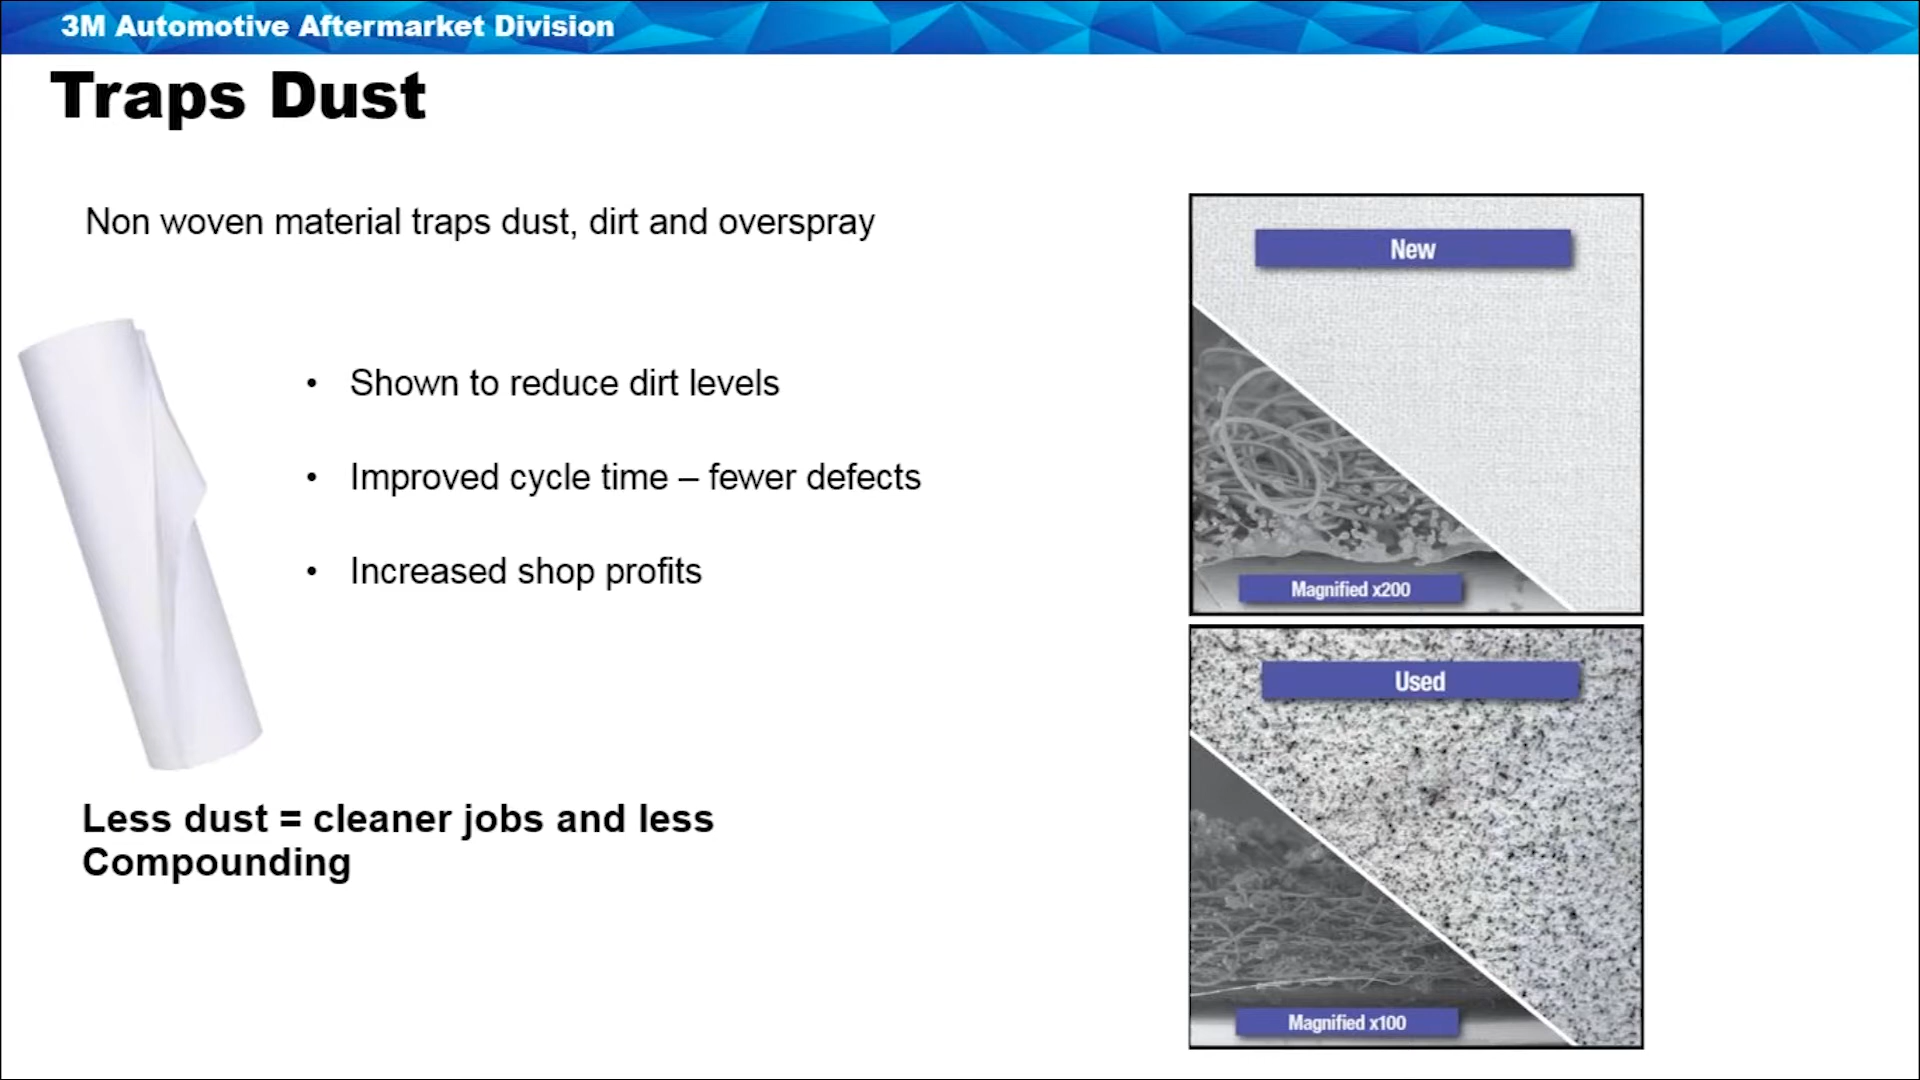 3M Automotive Aftermarket Division
Traps Dust
Non woven material traps dust, dirt and overspray
• Shown to reduce dirt levels
• Improved cycle time – fewer defects
• Increased shop profits
Less dust = cleaner jobs and less
Compounding
New
Magnified x200
Used
Magnified x100